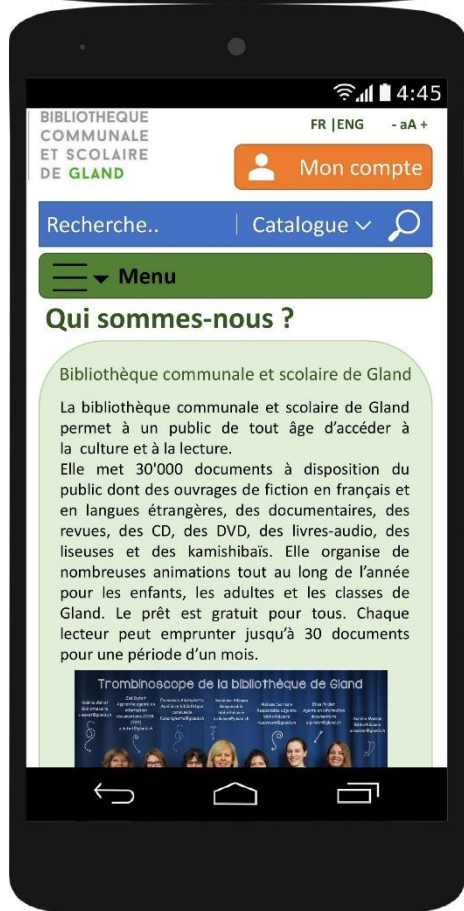 4:45
BIBLIOTHEQUE
COMMUNALE
ET SCOLAIRE
DE GLAND
FR |ENG - aA +
Mon compte
Recherche.. | Catalogue
Menu
Qui sommes-nous ?
Bibliothèque communale et scolaire de Gland
La bibliothèque communale et scolaire de Gland
permet à un public de tout âge d’accéder à
la culture et à la lecture.
Elle met 30'000 documents à disposition du
public dont des ouvrages de fiction en français et
en langues étrangères, des documentaires, des
revues, des CD, des DVD, des livres-audio, des
liseuses et des kamishibaïs. Elle organise de
nombreuses animations tout au long de l’année
pour les enfants, les adultes et les classes de
Gland. Le prêt est gratuit pour tous. Chaque
lecteur peut emprunter jusqu’à 30 documents
pour une période d’un mois.
Trombinoscope de la bibliothèque de Gland